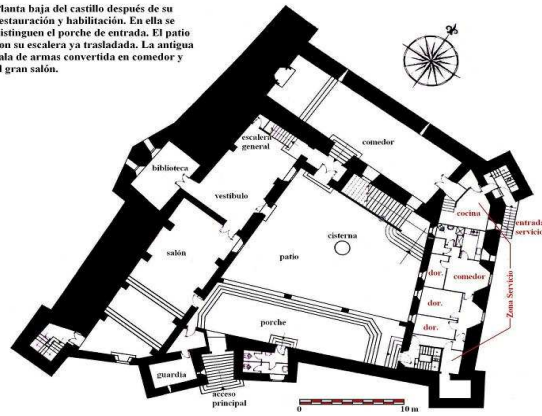 Planta baja del castillo después de su
estauración y habilitación. En ella se
istinguen el porche de entrada. El patio
on su escalera ya trasladada. La antigua
ala de armas convertida en comedor y
l gran salón.
escalera
general
comedor
biblioteca
vestíbulo
cocina
entrada
servicio
cisterna
salón
patio
dor.
comedor
dor.
Zona Servicio
dor.
porche
guardia
acceso
principal
0
10 m